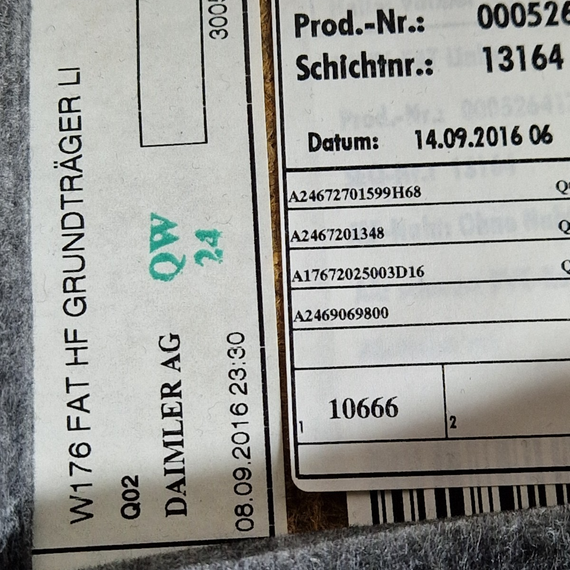 W176 FAT HF GRUNDTRÄGER LI
Q02
DAIMLER AG
QW
24
08.09.2016 23:30
3005
Prod.-Nr.: 000526
Schichtnr.: 13164
Datum: 14.09.2016 06
A24672701599H68
A2467201348
A17672025003D16
A2469069800
1 10666
2